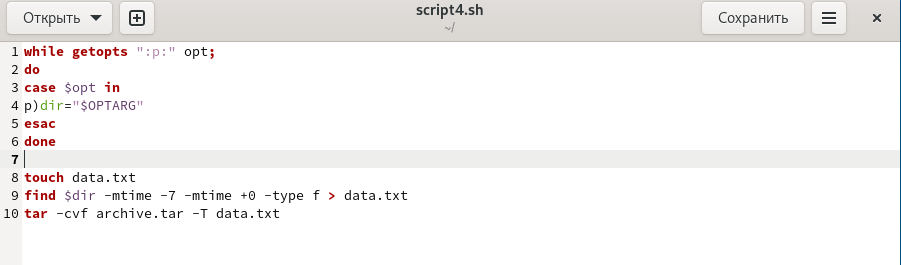 Открыть
script4.sh
~/
Сохранить
1 while getopts ":p:" opt;
2 do
3 case $opt in
4 p)dir="$OPTARG"
5 esac
6 done
7
8 touch data.txt
9 find $dir -mtime -7 -mtime +0 -type f > data.txt
10 tar -cvf archive.tar -T data.txt